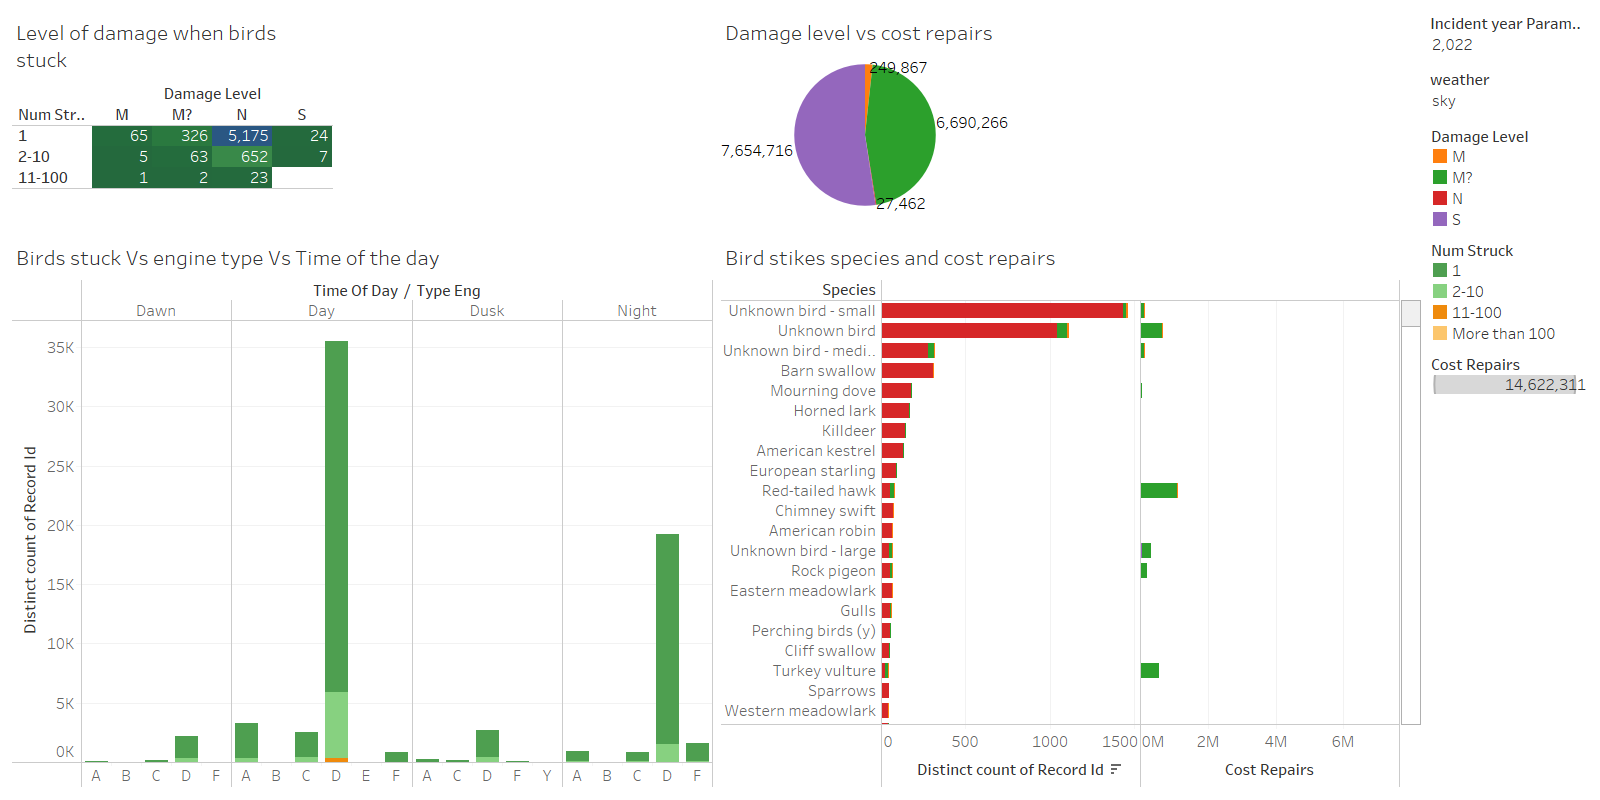 Level of damage when birds
stuck
Damage Level
Num Str.. M M? N S
1 65 326 5,175 24
2-10 5 63 652 7
11-100 1 2 23
Damage level vs cost repairs
249,867
6,690,266
7,654,716
27,462
Incident year Param..
2,022
weather
sky
Damage Level
M
M?
N
S
Num Struck
1
2-10
11-100
More than 100
Cost Repairs
14,622,311
Birds stuck Vs engine type Vs Time of the day
Time Of Day / Type Eng
Dawn Day Dusk Night
Distinct count of Record Id
35K
30K
25K
20K
15K
10K
5K
0K
A B C D F A B C D E F A C D F Y A B C D F
Bird stikes species and cost repairs
Species
Unknown bird - small
Unknown bird
Unknown bird - medi..
Barn swallow
Mourning dove
Horned lark
Killdeer
American kestrel
European starling
Red-tailed hawk
Chimney swift
American robin
Unknown bird - large
Rock pigeon
Eastern meadowlark
Gulls
Perching birds (y)
Cliff swallow
Turkey vulture
Sparrows
Western meadowlark
0 500 1000 1500 0M 2M 4M 6M
Distinct count of Record Id Cost Repairs